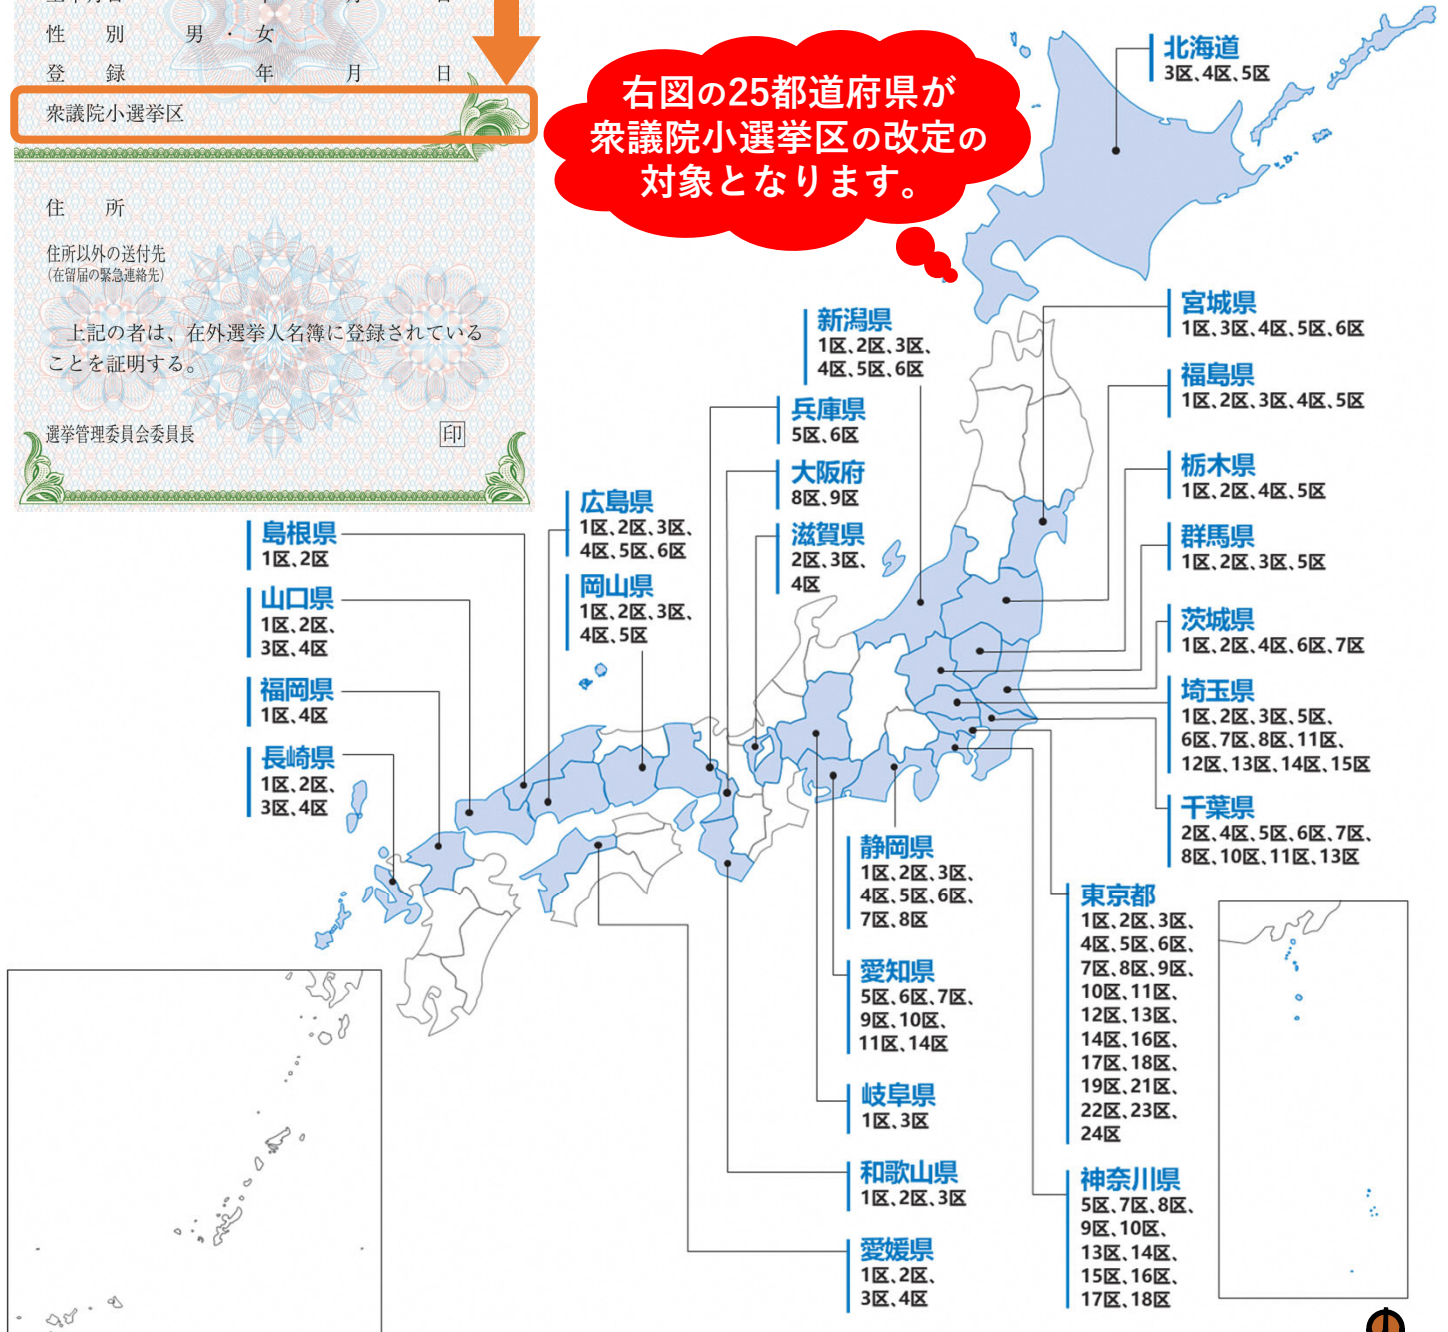 性　別　男・女
登　録　年　月　日
衆議院小選挙区
住　所
住所以外の送付先
(在留届の緊急連絡先)
上記の者は、在外選挙人名簿に登録されている
ことを証明する。
選挙管理委員会委員長　印
右図の25都道府県が
衆議院小選挙区の改定の
対象となります。
北海道
3区、4区、5区
宮城県
1区、3区、4区、5区、6区
福島県
1区、2区、3区、4区、5区
栃木県
1区、2区、4区、5区
群馬県
1区、2区、3区、5区
茨城県
1区、2区、4区、6区、7区
埼玉県
1区、2区、3区、5区、
6区、7区、8区、11区、
12区、13区、14区、15区
千葉県
2区、4区、5区、6区、7区、
8区、10区、11区、13区
東京都
1区、2区、3区、
4区、5区、6区、
7区、8区、9区、
10区、11区、
12区、13区、
14区、16区、
17区、18区、
19区、21区、
22区、23区、
24区
神奈川県
5区、7区、8区、
9区、10区、
13区、14区、
15区、16区、
17区、18区
新潟県
1区、2区、3区、
4区、5区、6区
兵庫県
5区、6区
大阪府
8区、9区
滋賀県
2区、3区、
4区
広島県
1区、2区、3区、
4区、5区、6区
岡山県
1区、2区、3区、
4区、5区
島根県
1区、2区
山口県
1区、2区、
3区、4区
福岡県
1区、4区
長崎県
1区、2区、
3区、4区
静岡県
1区、2区、3区、
4区、5区、6区、
7区、8区
愛知県
5区、6区、7区、
9区、10区、
11区、14区
岐阜県
1区、3区
和歌山県
1区、2区、3区
愛媛県
1区、2区、
3区、4区